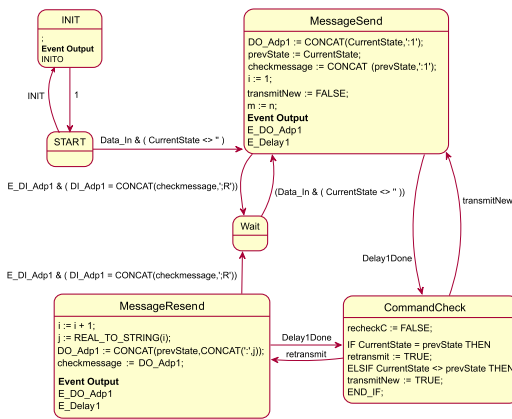 INIT
;
Event Output
INITO
INIT
1
START
Data_In & ( CurrentState <> '' )
MessageSend
DO_Adp1 := CONCAT(CurrentState,':1');
prevState := CurrentState;
checkmessage := CONCAT (prevState,':1');
i := 1;
transmitNew := FALSE;
m := n;
Event Output
E_DO_Adp1
E_Delay1
E_DI_Adp1 & ( DI_Adp1 = CONCAT(checkmessage,';R'))
(Data_In & ( CurrentState <> '' ))
transmitNew
Wait
Delay1Done
E_DI_Adp1 & ( DI_Adp1 = CONCAT(checkmessage,';R'))
MessageResend
i := i + 1;
j := REAL_TO_STRING(i);
DO_Adp1 := CONCAT(prevState,CONCAT(':',j));
checkmessage := DO_Adp1;
Event Output
E_DO_Adp1
E_Delay1
Delay1Done
retransmit
CommandCheck
recheckC := FALSE;
IF CurrentState = prevState THEN
retransmit := TRUE;
ELSIF CurrentState <> prevState THEN
transmitNew := TRUE;
END_IF;